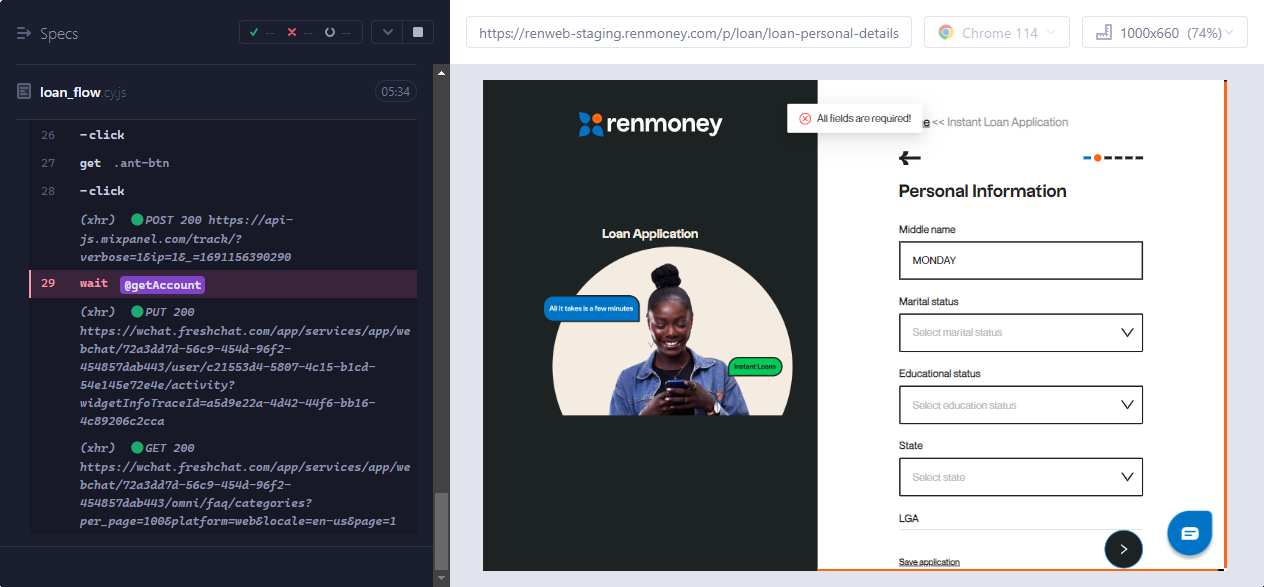 Specs
-- -- --
loan_flow.cy.js
05:34
26 -click
27 get .ant-btn
28 -click
(xhr) POST 200 https://api-
js.mixpanel.com/track/?
verbose=1&ip=1&_=1691156390290
29 wait @getAccount
(xhr) PUT 200
https://wchat.freshchat.com/app/services/app/we
bchat/72a3dd7d-56c9-454d-96f2-
454857dab443/user/c21553d4-5807-4c15-b1cd-
54e145e72e4e/activity?
widgetInfoTraceId=a5d9e22a-4d42-44f6-bb16-
4c89206c2cca
(xhr) GET 200
https://wchat.freshchat.com/app/services/app/we
bchat/72a3dd7d-56c9-454d-96f2-
454857dab443/omni/faq/categories?
per_page=100&platform=web&locale=en-us&page=1
https://renweb-staging.renmoney.com/p/loan/loan-personal-details
Chrome 114
1000x660 (74%)
renmoney
Loan Application
All it takes is a few minutes
Instant Loans
All fields are required!
e << Instant Loan Application
Personal Information
Middle name
MONDAY
Marital status
Select marital status
Educational status
Select education status
State
Select state
LGA
Save application